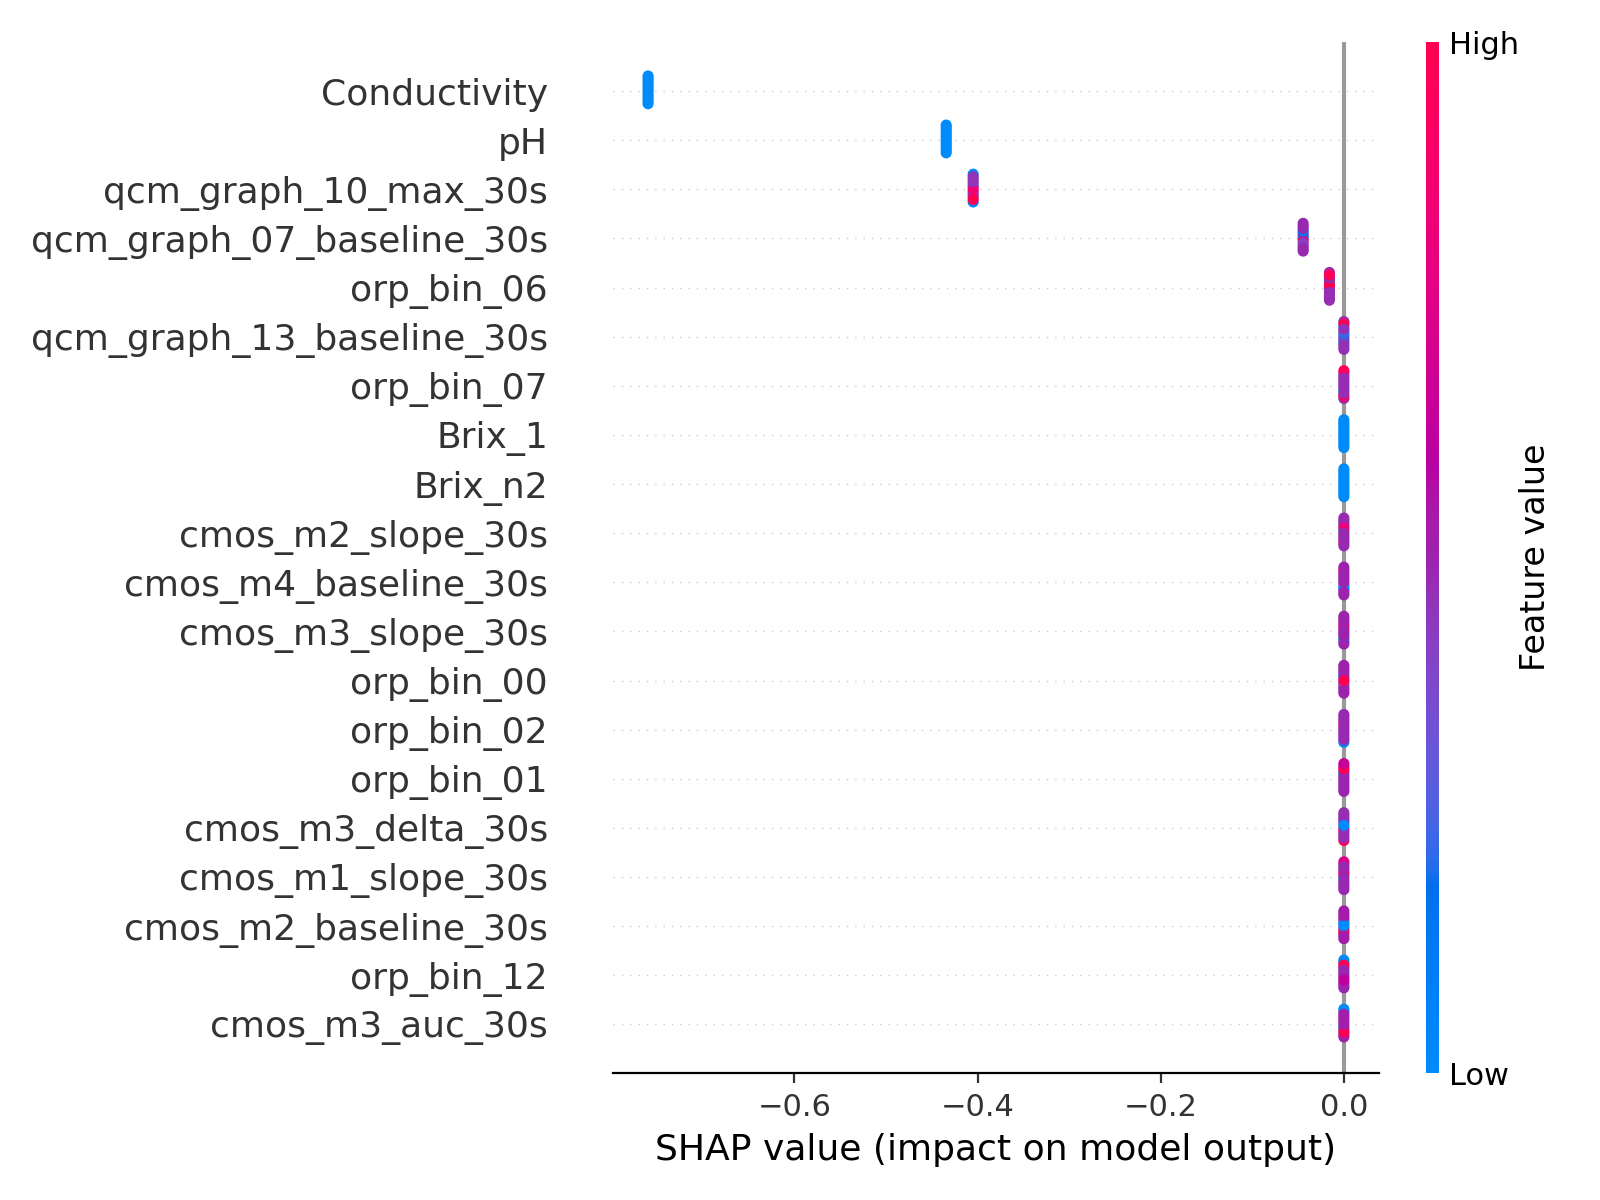 High
Conductivity
pH
qcm_graph_10_max_30s
qcm_graph_07_baseline_30s
orp_bin_06
qcm_graph_13_baseline_30s
orp_bin_07
Brix_1
Brix_n2
cmos_m2_slope_30s
cmos_m4_baseline_30s
cmos_m3_slope_30s
orp_bin_00
orp_bin_02
orp_bin_01
cmos_m3_delta_30s
cmos_m1_slope_30s
cmos_m2_baseline_30s
orp_bin_12
cmos_m3_auc_30s
Feature value
Low
−0.6 −0.4 −0.2 0.0
SHAP value (impact on model output)